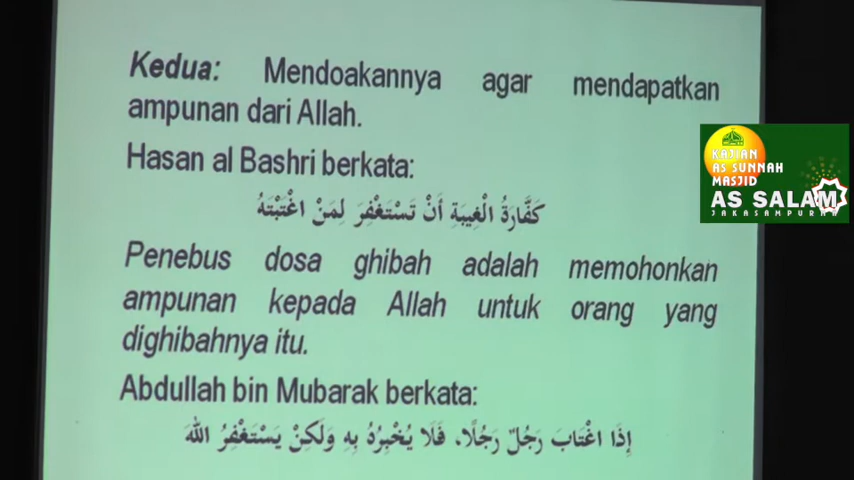 Kedua: Mendoakannya agar mendapatkan
ampunan dari Allah.
Hasan al Bashri berkata:
كَفَّارَةُ الْغِيبَةِ أَنْ تَسْتَغْفِرَ لِمَنْ اغْتَبْتَهُ
Penebus dosa ghibah adalah memohonkan
ampunan kepada Allah untuk orang yang
dighibahnya itu.
Abdullah bin Mubarak berkata:
إِذَا اغْتَابَ رَجُلٌ رَجُلًا، فَلَا يُخْبِرْهُ بِهِ وَلَكِنْ يَسْتَغْفِرُ اللهَ
KAJIAN
AS SUNNAH
MASJID
AS SALAM
JAKASAMPURNA